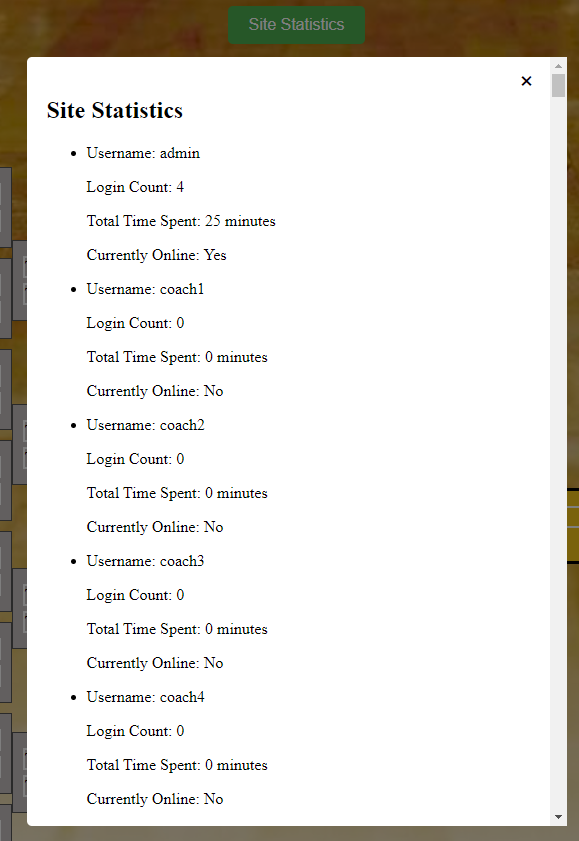 Site Statistics
×
Site Statistics
Username: admin
Login Count: 4
Total Time Spent: 25 minutes
Currently Online: Yes
Username: coach1
Login Count: 0
Total Time Spent: 0 minutes
Currently Online: No
Username: coach2
Login Count: 0
Total Time Spent: 0 minutes
Currently Online: No
Username: coach3
Login Count: 0
Total Time Spent: 0 minutes
Currently Online: No
Username: coach4
Login Count: 0
Total Time Spent: 0 minutes
Currently Online: No